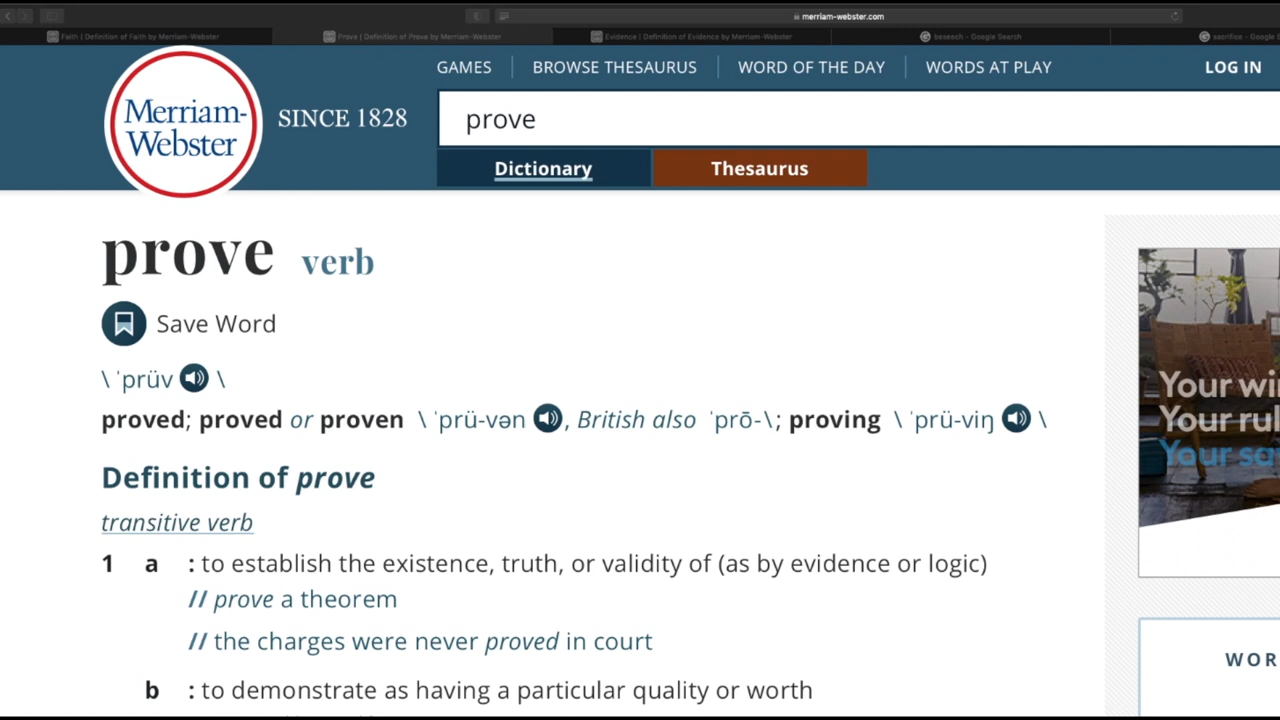 merriam-webster.com
Faith | Definition of Faith by Merriam-Webster
Prove | Definition of Prove by Merriam-Webster
Evidence | Definition of Evidence by Merriam-Webster
beseech - Google Search
sacrifice - Google S
GAMES
BROWSE THESAURUS
WORD OF THE DAY
WORDS AT PLAY
LOG IN
Merriam-
Webster
SINCE 1828
prove
Dictionary
Thesaurus
prove verb
Save Word
\ ˈprüv \
proved; proved or proven \ ˈprü-vən , British also ˈprō-\; proving \ ˈprü-viŋ \
Definition of prove
transitive verb
1 a : to establish the existence, truth, or validity of (as by evidence or logic)
// prove a theorem
// the charges were never proved in court
b : to demonstrate as having a particular quality or worth
Your wi
Your rul
Your sa
WOR